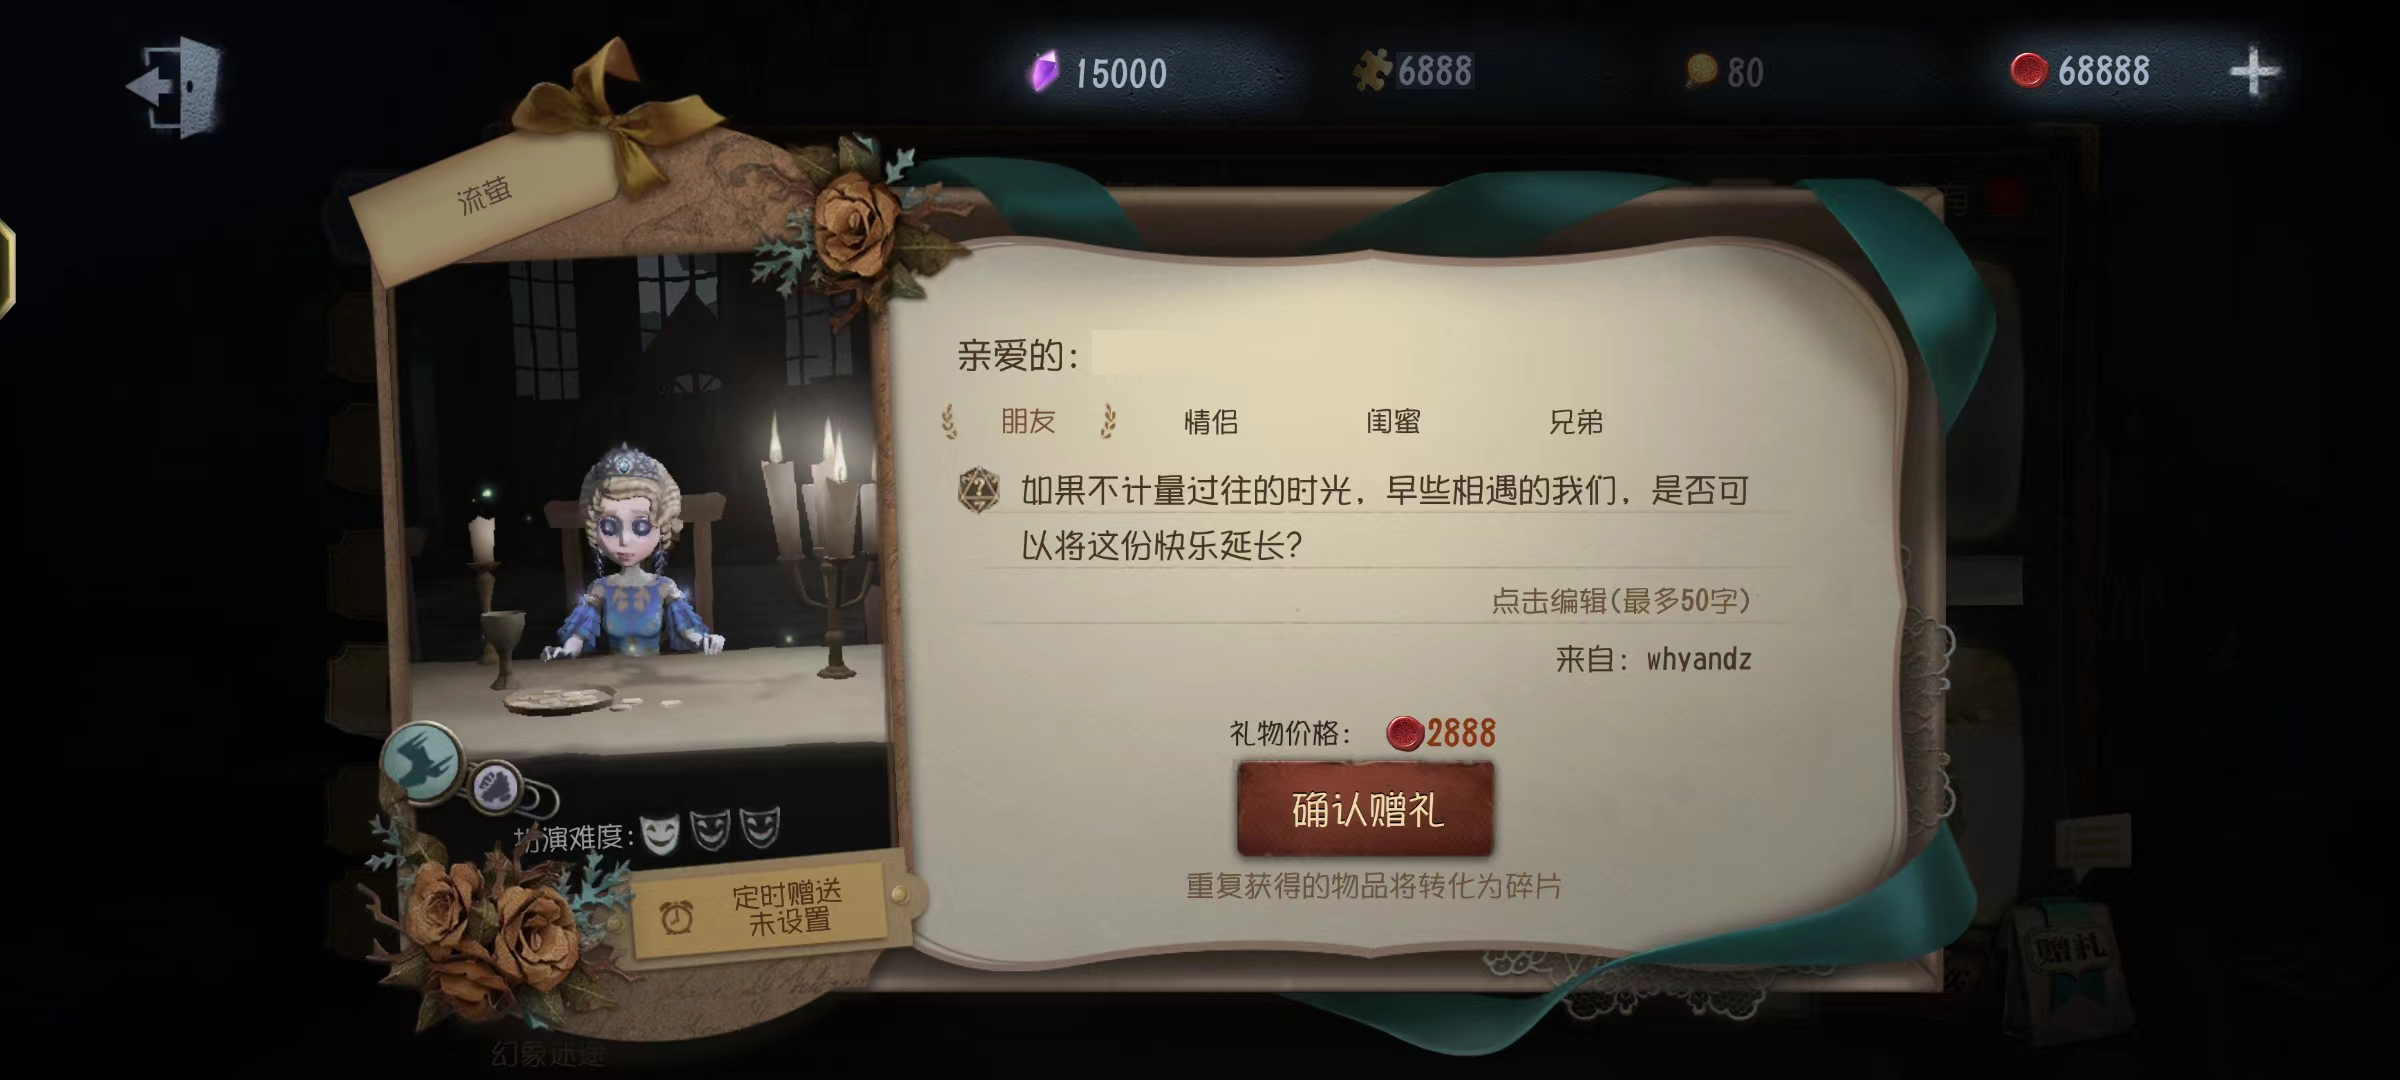 15000
6888
80
68888
流萤
亲爱的：
朋友
情侣
闺蜜
兄弟
如果不计量过往的时光，早些相遇的我们，是否可
以将这份快乐延长？
点击编辑(最多50字)
来自：whyandz
礼物价格：
2888
确认赠礼
重复获得的物品将转化为碎片
扮演难度：
定时赠送
未设置
赠礼
幻象迷途